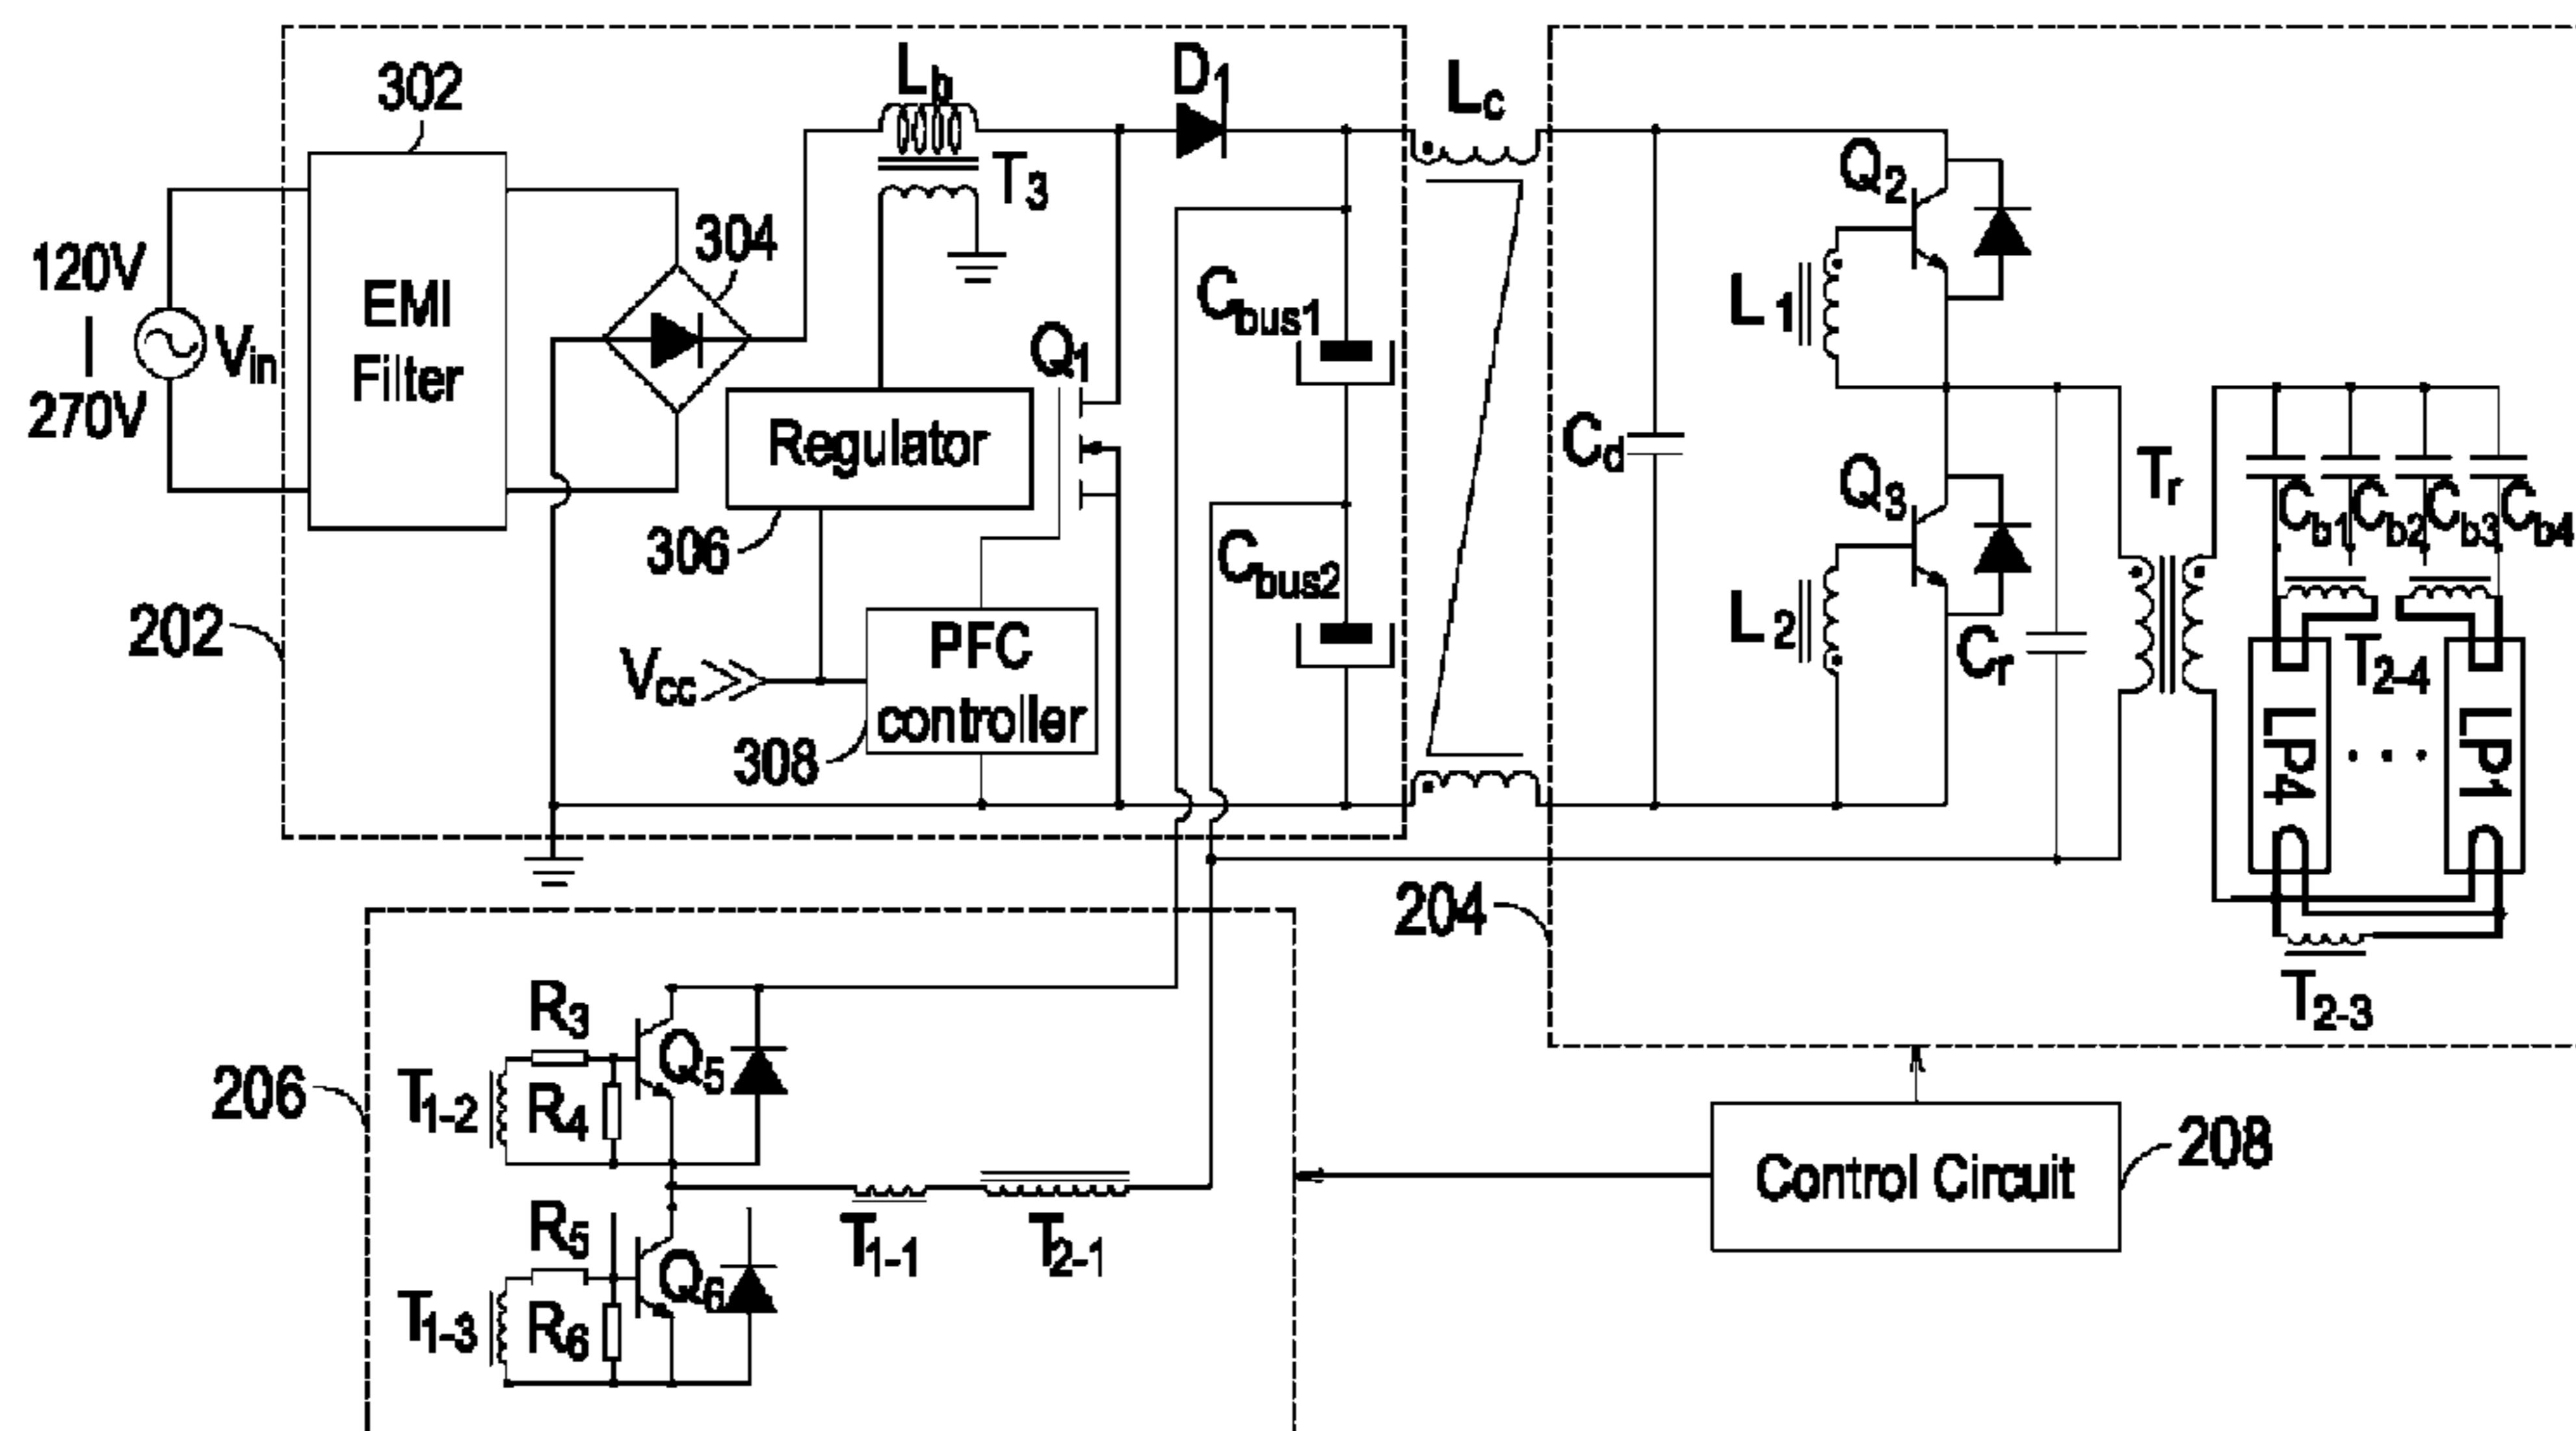 302
120V
|
270V
Vin
EMI
Filter
304
Lb
T3
D1
Lc
Regulator
306
Q1
Vcc
PFC
controller
308
202
Cbus1
Cbus2
Cd
Q2
L1
Q3
L2
Cr
Tr
Cb1
Cb2
Cb3
Cb4
T2-4
LP4
. . .
LP1
T2-3
204
206
R3
T1-2
R4
Q5
R5
T1-3
R6
Q6
T1-1
T2-1
Control Circuit
208